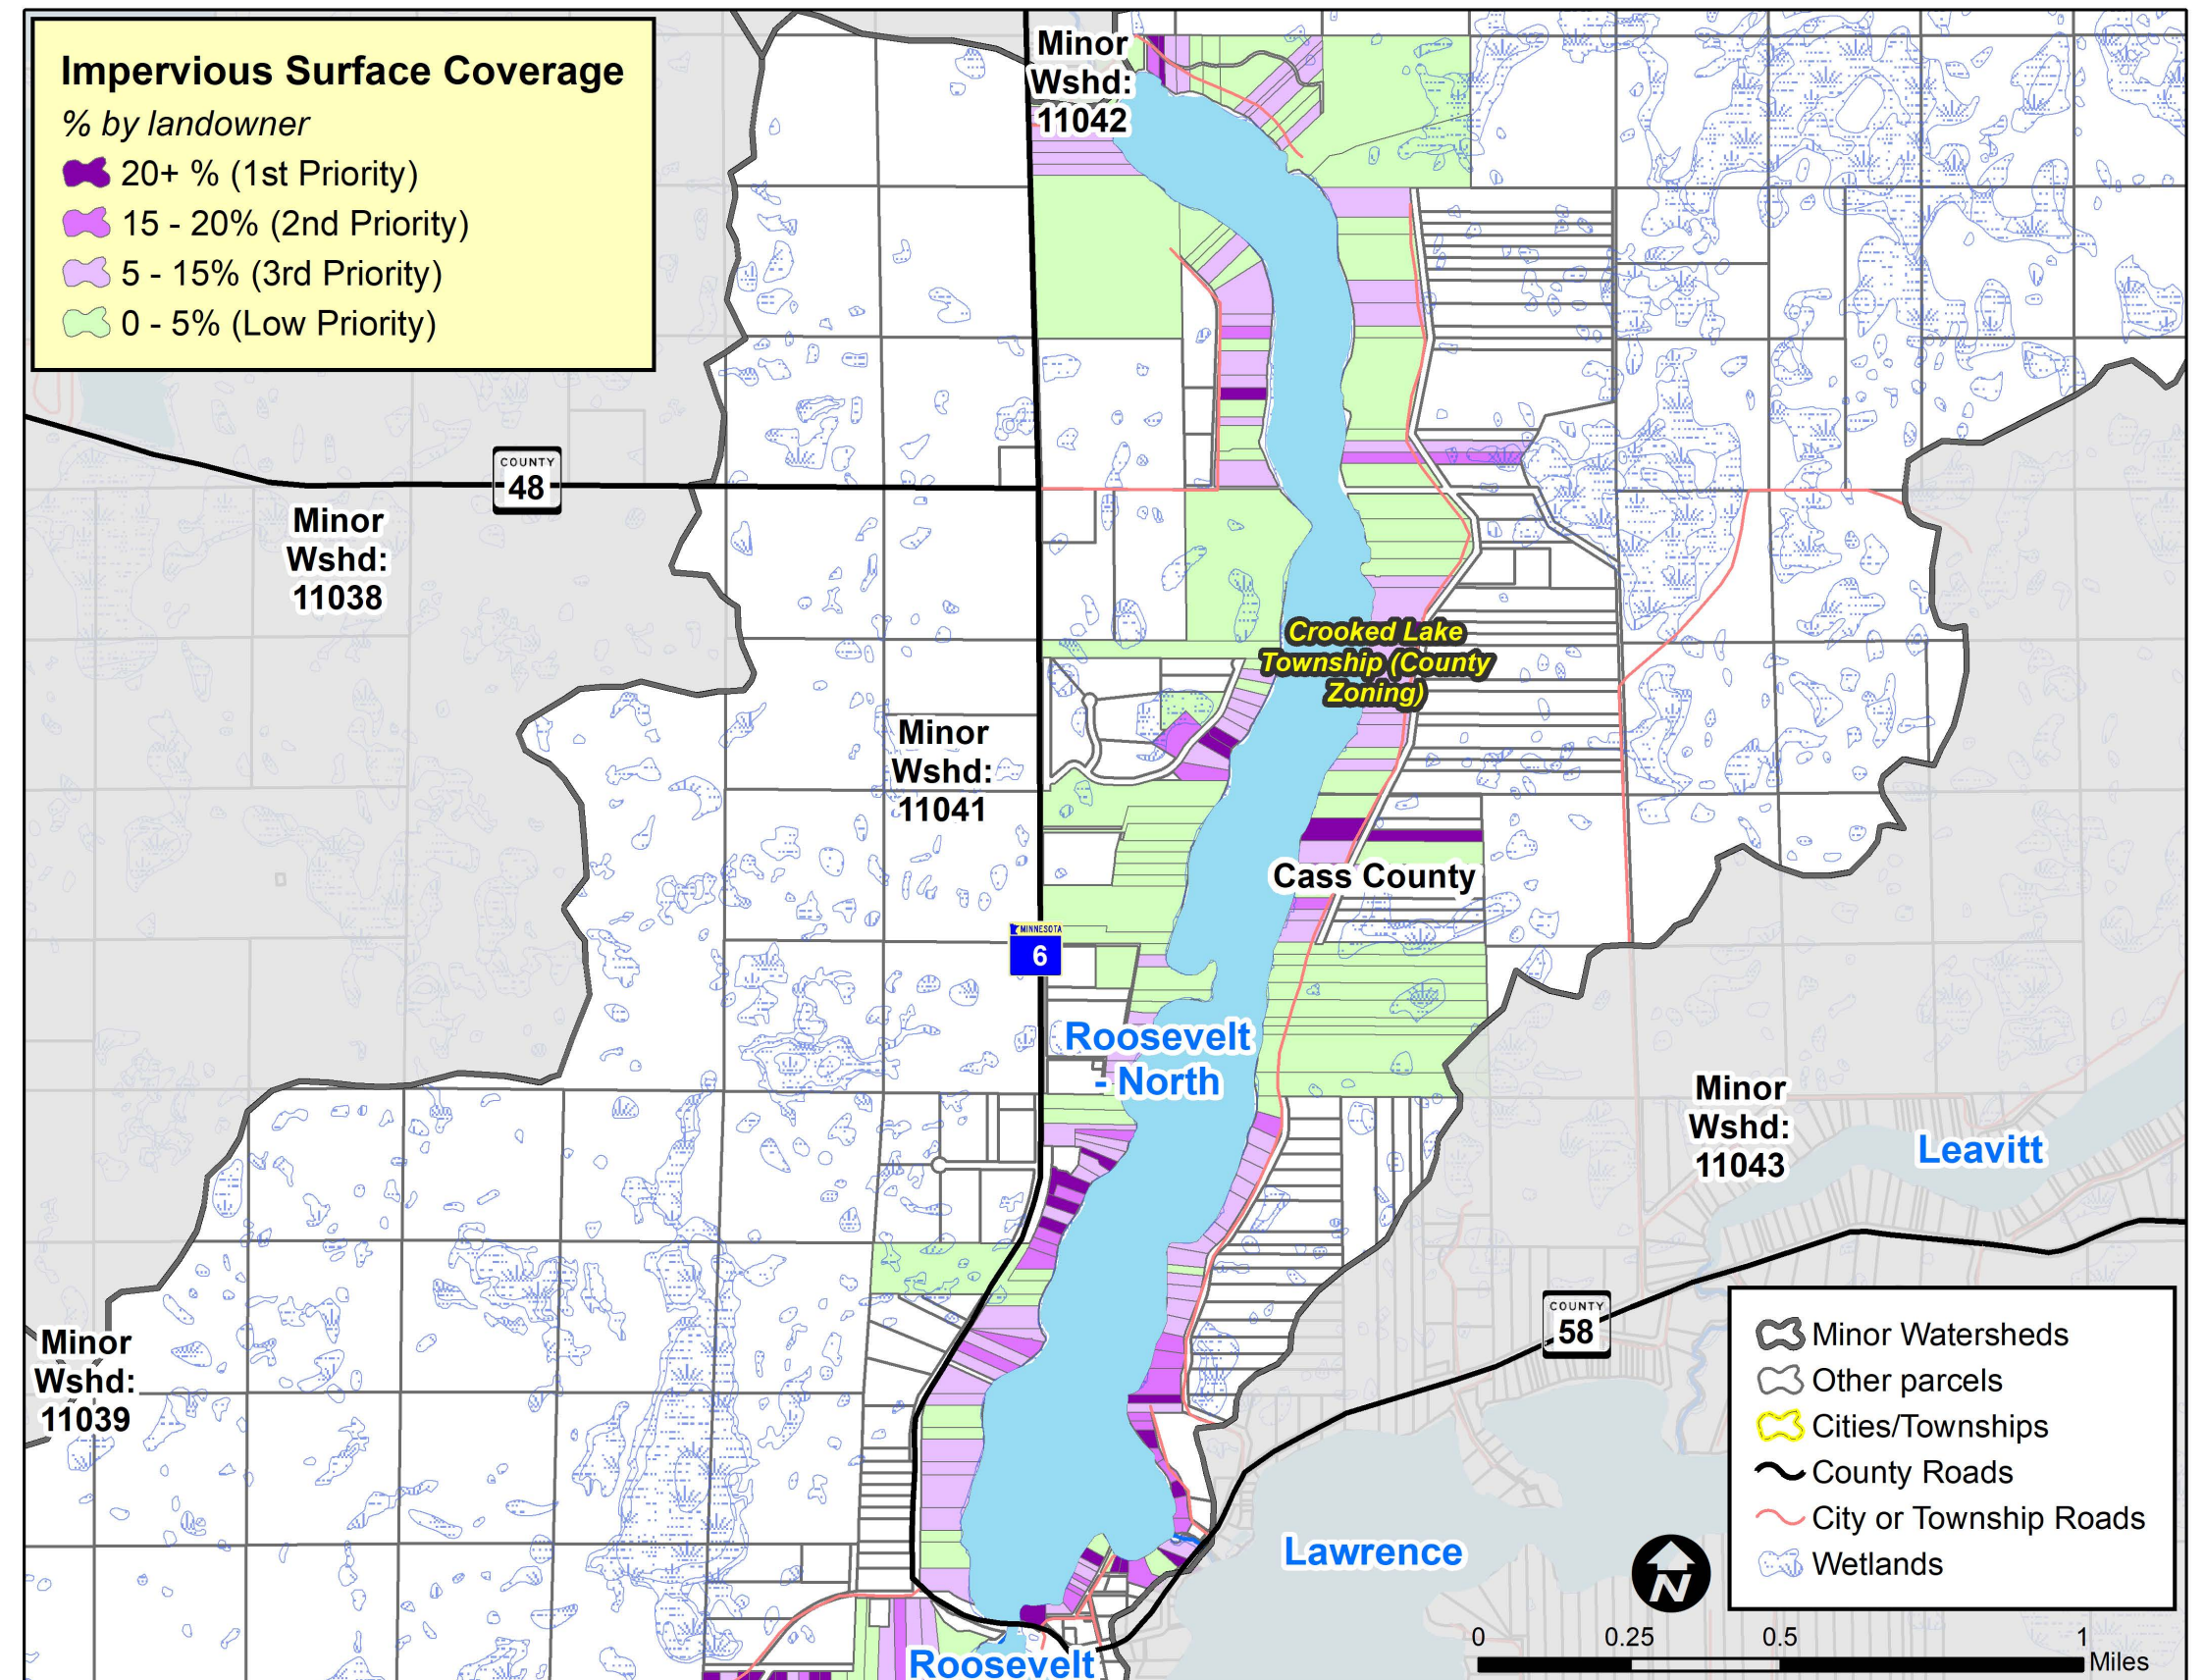 Impervious Surface Coverage
% by landowner
20+ % (1st Priority)
15 - 20% (2nd Priority)
5 - 15% (3rd Priority)
0 - 5% (Low Priority)
Minor
Wshd:
11042
COUNTY
48
Minor
Wshd:
11038
Crooked Lake
Township (County
Zoning)
Minor
Wshd:
11041
Cass County
MINNESOTA
6
Roosevelt
- North
Minor
Wshd:
11043
Leavitt
COUNTY
58
Minor
Wshd:
11039
Lawrence
Roosevelt
Minor Watersheds
Other parcels
Cities/Townships
County Roads
City or Township Roads
Wetlands
N
0 0.25 0.5 1
Miles